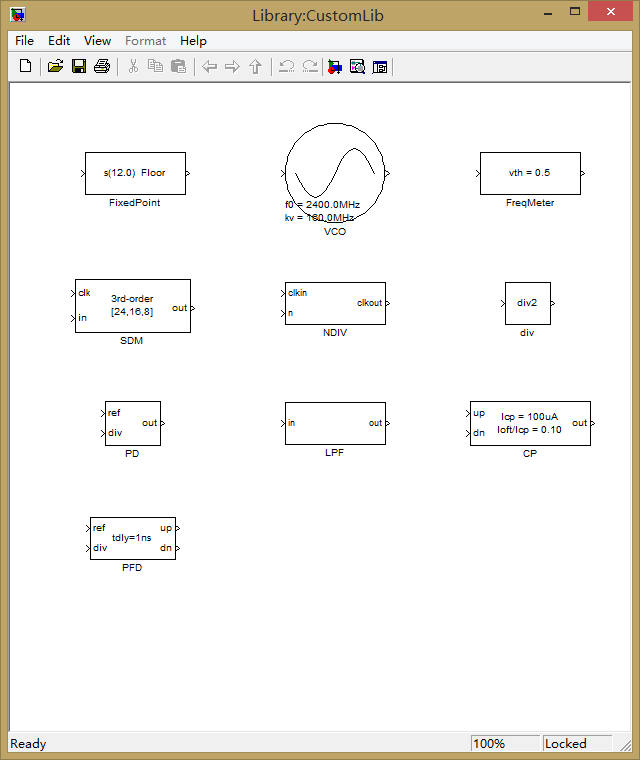 Library:CustomLib
File Edit View Format Help
s(12.0) Floor
FixedPoint
f0 = 2400.0MHz
kv = 160.0MHz
VCO
vth = 0.5
FreqMeter
clk
in
3rd-order
[24,16,8]
out
SDM
clkin
n
clkout
NDIV
div2
div
ref
div
out
PD
in
out
LPF
up
dn
Icp = 100uA
Ioft/Icp = 0.10
out
CP
ref
div
tdly=1ns
up
dn
PFD
Ready
100%
Locked